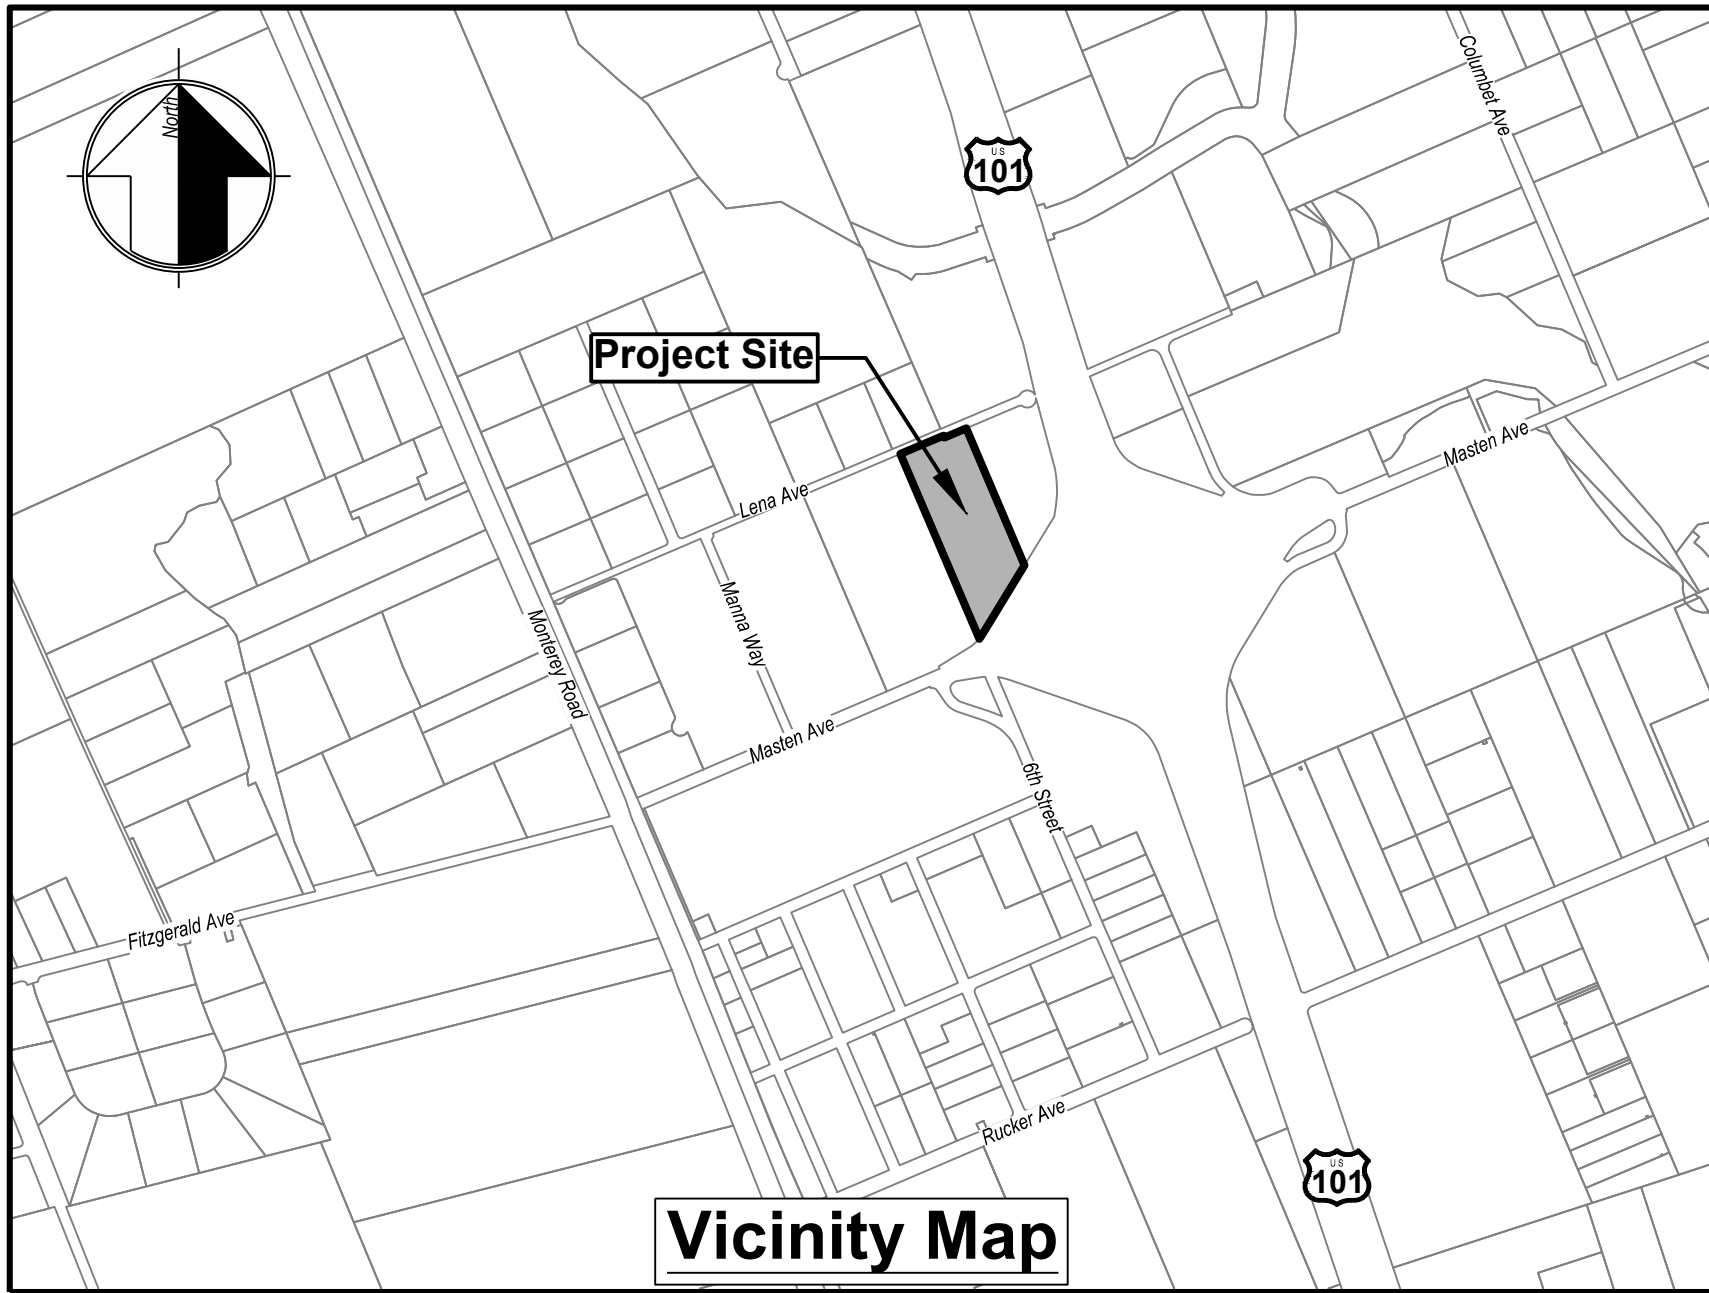 North
Columbet Ave
US
101
Project Site
Masten Ave
Lena Ave
Manna Way
Monterey Road
Masten Ave
6th Street
Fitzgerald Ave
Rucker Ave
US
101
Vicinity Map